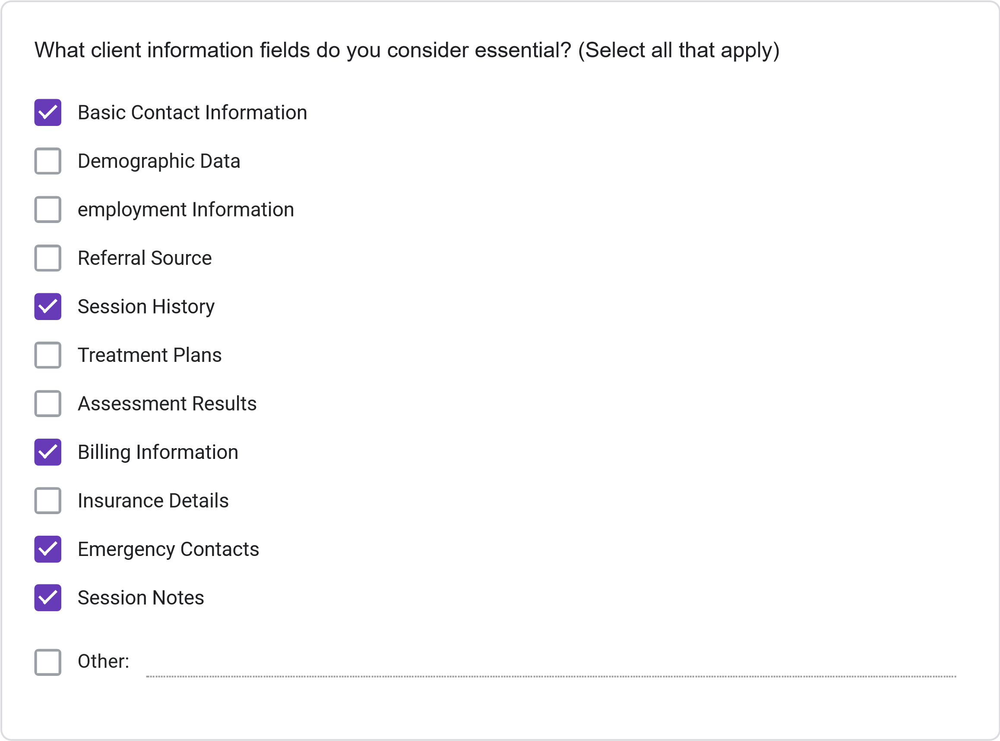 What client information fields do you consider essential? (Select all that apply)
Basic Contact Information
Demographic Data
employment Information
Referral Source
Session History
Treatment Plans
Assessment Results
Billing Information
Insurance Details
Emergency Contacts
Session Notes
Other: